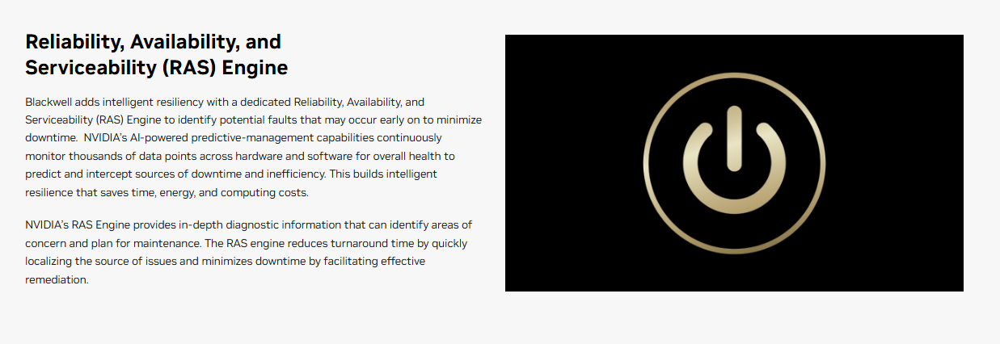 Reliability, Availability, and
Serviceability (RAS) Engine
Blackwell adds intelligent resiliency with a dedicated Reliability, Availability, and
Serviceability (RAS) Engine to identify potential faults that may occur early on to minimize
downtime.  NVIDIA’s AI-powered predictive-management capabilities continuously
monitor thousands of data points across hardware and software for overall health to
predict and intercept sources of downtime and inefficiency. This builds intelligent
resilience that saves time, energy, and computing costs.
NVIDIA’s RAS Engine provides in-depth diagnostic information that can identify areas of
concern and plan for maintenance. The RAS engine reduces turnaround time by quickly
localizing the source of issues and minimizes downtime by facilitating effective
remediation.